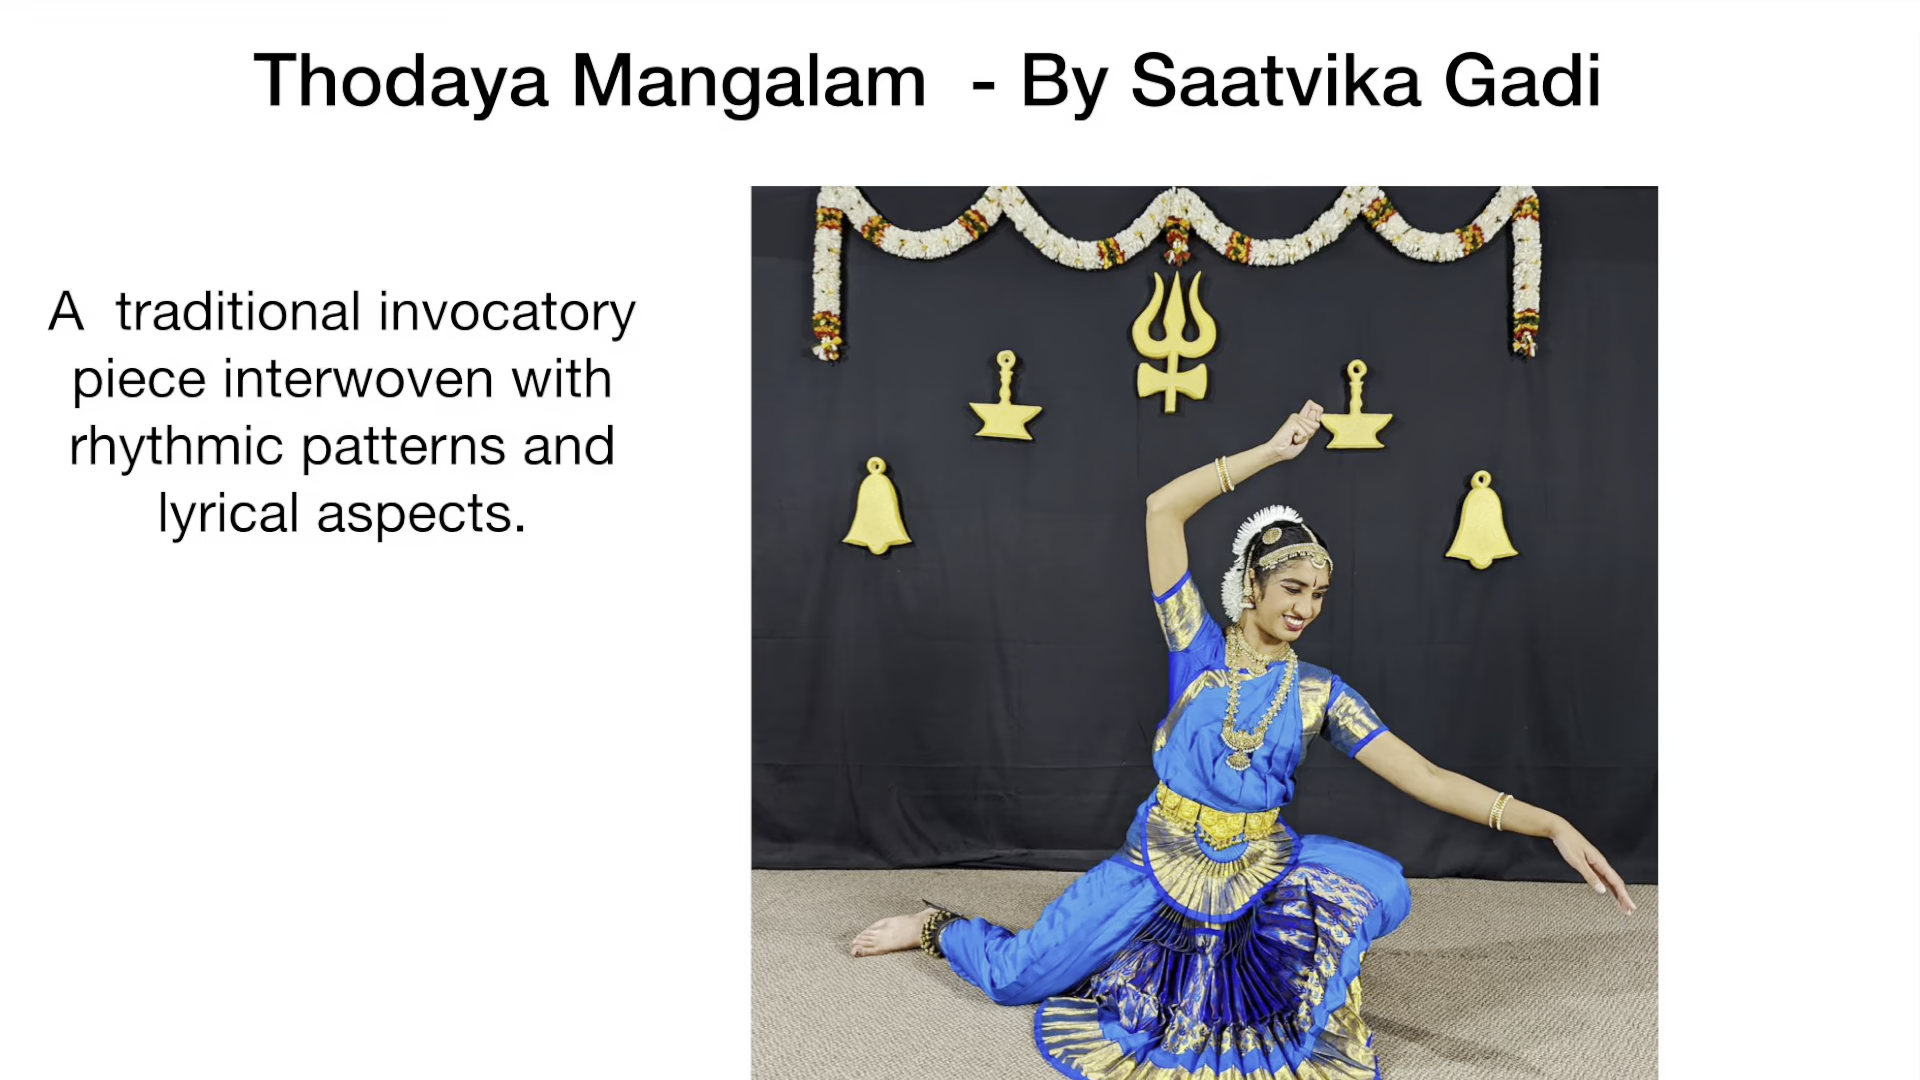 Thodaya Mangalam  - By Saatvika Gadi
A  traditional invocatory
piece interwoven with
rhythmic patterns and
lyrical aspects.